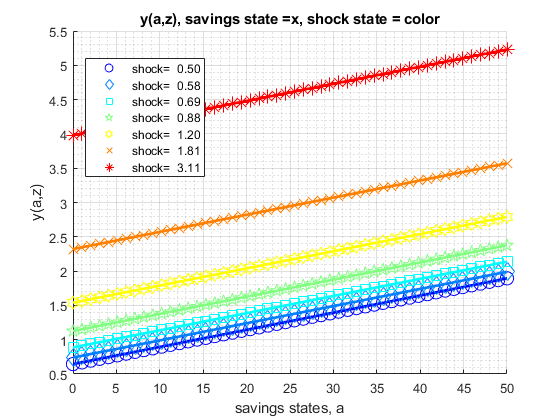 y(a,z), savings state =x, shock state = color
5.5
5
4.5
4
3.5
3
2.5
2
1.5
1
0.5
y(a,z)
shock= 0.50
shock= 0.58
shock= 0.69
shock= 0.88
shock= 1.20
shock= 1.81
shock= 3.11
0 5 10 15 20 25 30 35 40 45 50
savings states, a